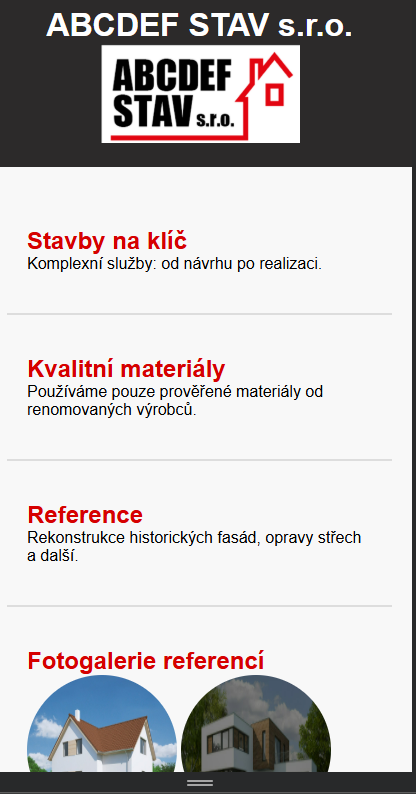 ABCDEF STAV s.r.o.
ABCDEF
STAV s.r.o.
Stavby na klíč
Komplexní služby: od návrhu po realizaci.
Kvalitní materiály
Používáme pouze prověřené materiály od
renomovaných výrobců.
Reference
Rekonstrukce historických fasád, opravy střech
a další.
Fotogalerie referencí